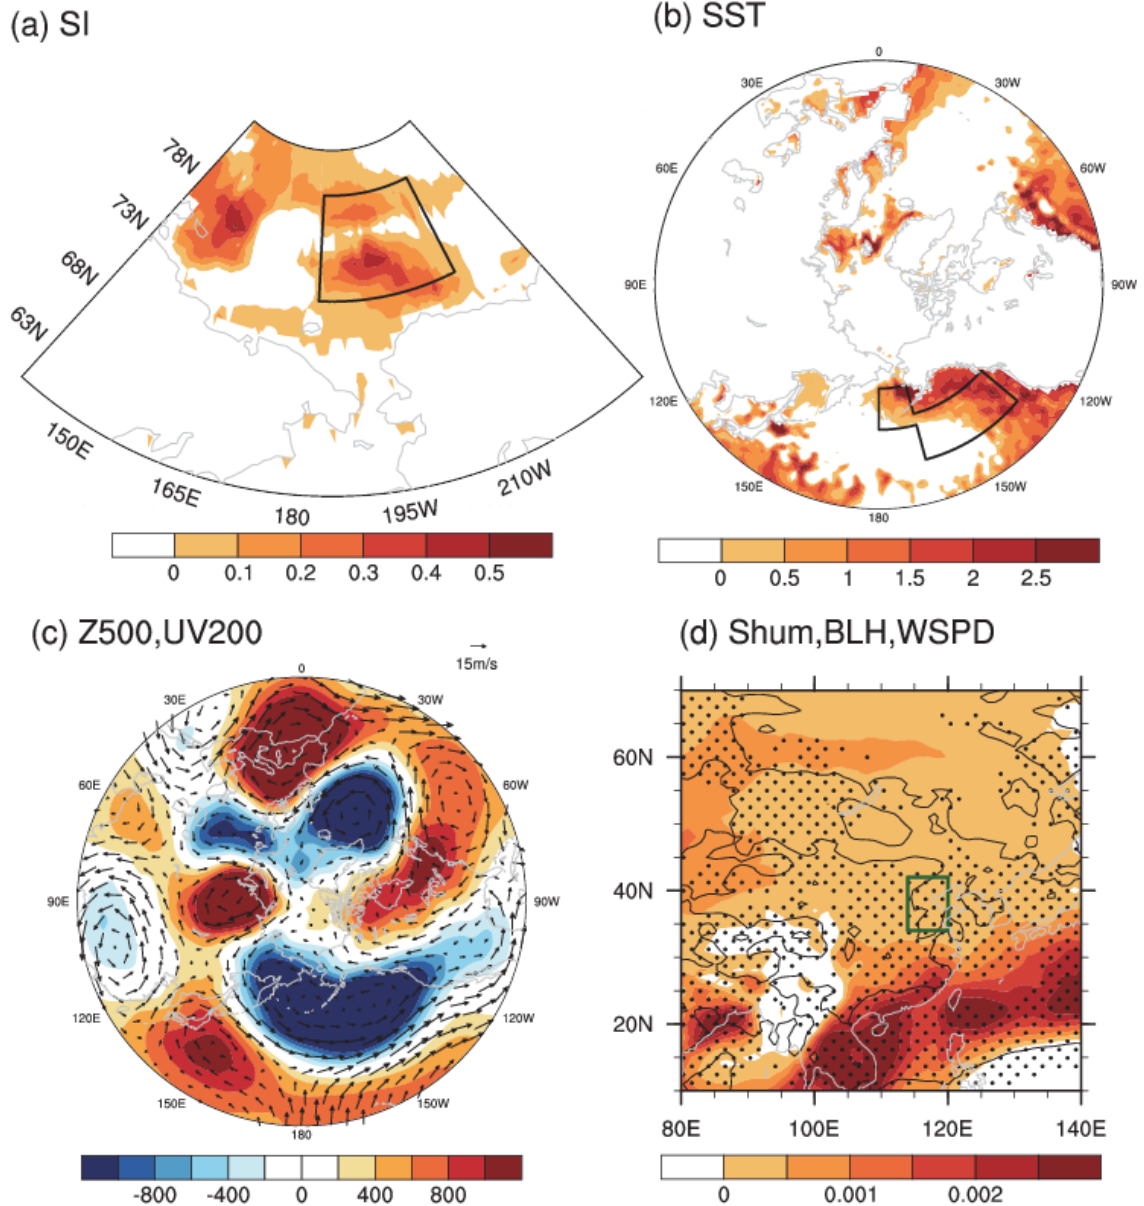 (a) SI
78N
73N
68N
63N
150E
165E
180
195W
210W
0 0.1 0.2 0.3 0.4 0.5
(b) SST
0
30E
30W
60E
60W
90E
90W
120E
120W
150E
150W
180
0 0.5 1 1.5 2 2.5
(c) Z500,UV200
15m/s
0
30E
30W
60E
60W
90E
90W
120E
120W
150E
150W
180
-800 -400 0 400 800
(d) Shum,BLH,WSPD
60N
40N
20N
80E 100E 120E 140E
0 0.001 0.002